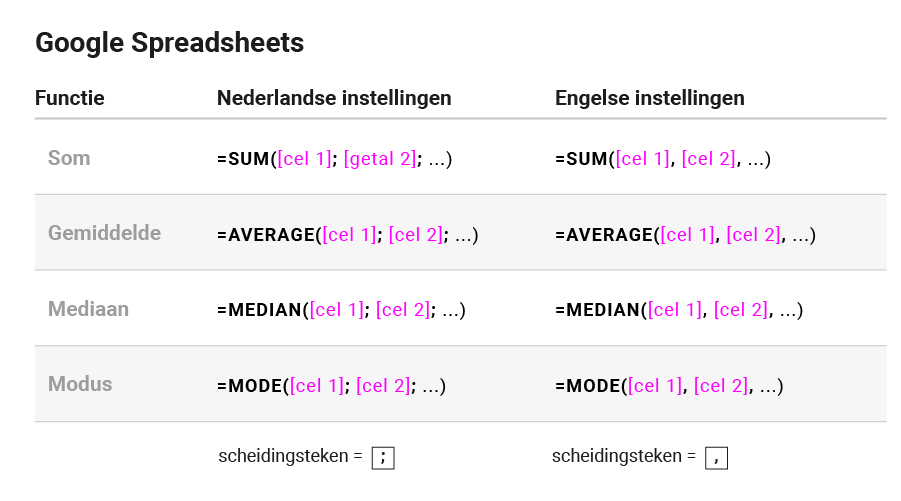 Google Spreadsheets
Functie Nederlandse instellingen Engelse instellingen
Som =SUM([cel 1]; [getal 2]; ...) =SUM([cel 1], [cel 2], ...)
Gemiddelde =AVERAGE([cel 1]; [cel 2]; ...) =AVERAGE([cel 1], [cel 2], ...)
Mediaan =MEDIAN([cel 1]; [cel 2]; ...) =MEDIAN([cel 1], [cel 2], ...)
Modus =MODE([cel 1]; [cel 2]; ...) =MODE([cel 1], [cel 2], ...)
scheidingsteken = ; scheidingsteken = ,